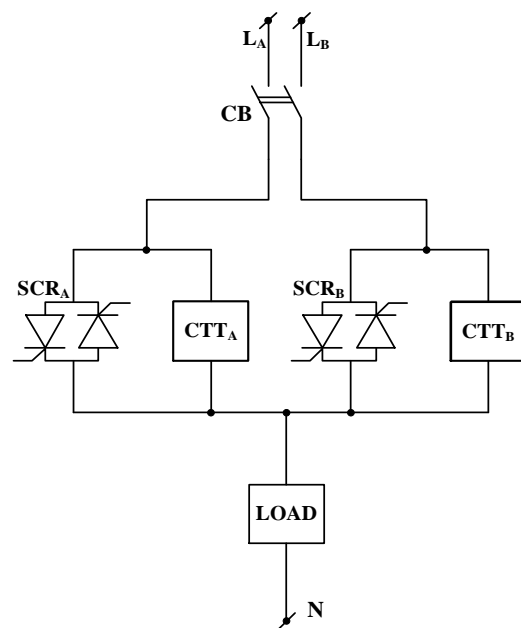 L_A L_B
CB
SCR_A CTT_A SCR_B CTT_B
LOAD
N